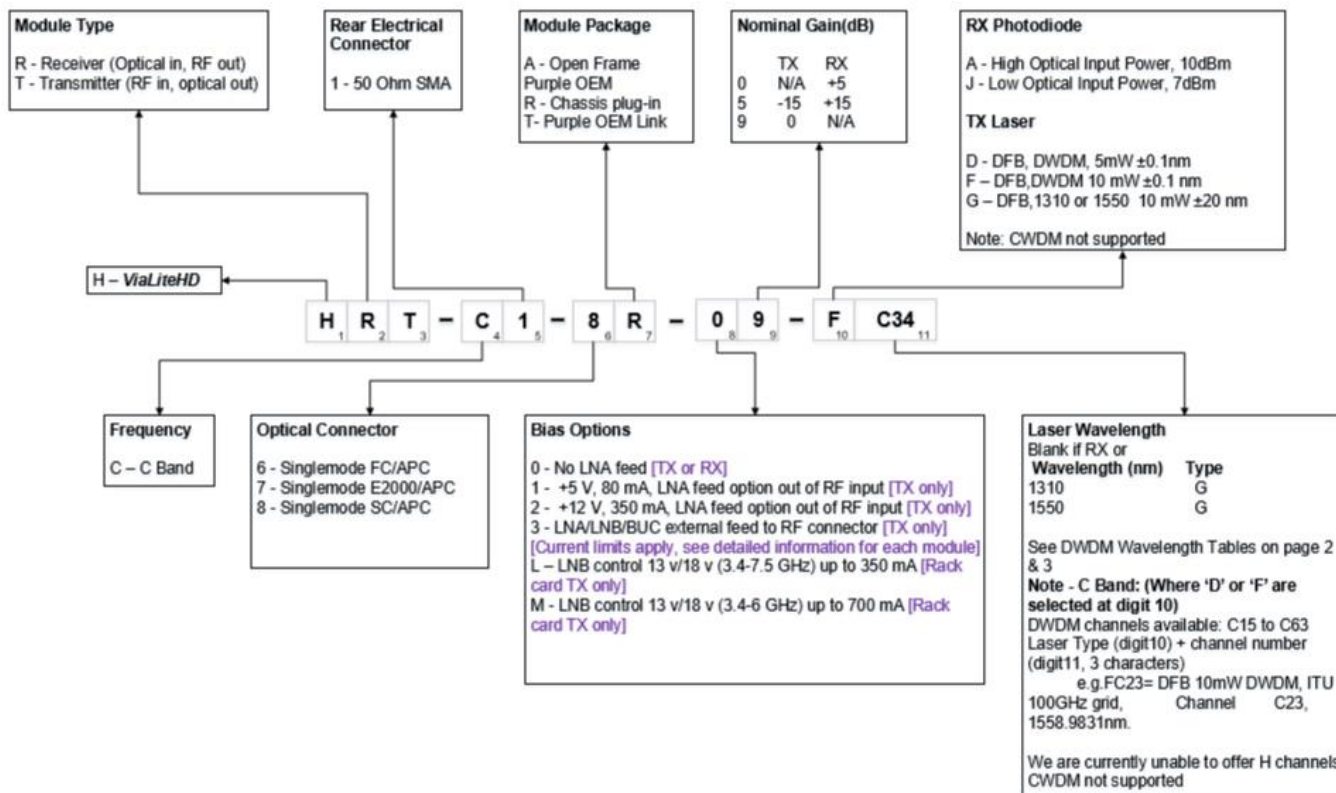 Module Type
R - Receiver (Optical in, RF out)
T - Transmitter (RF in, optical out)
Rear Electrical
Connector
1 - 50 Ohm SMA
Module Package
A - Open Frame
Purple OEM
R - Chassis plug-in
T- Purple OEM Link
Nominal Gain(dB)
TX RX
0 N/A +5
5 -15 +15
9 0 N/A
RX Photodiode
A - High Optical Input Power, 10dBm
J - Low Optical Input Power, 7dBm
TX Laser
D - DFB, DWDM, 5mW ±0.1nm
F – DFB,DWDM 10 mW ±0.1 nm
G – DFB,1310 or 1550 10 mW ±20 nm
Note: CWDM not supported
H – ViaLiteHD
H R T - C 1 - 8 R - 0 9 - F C34
1 2 3 4 5 6 7 8 9 10 11
Frequency
C – C Band
Optical Connector
6 - Singlemode FC/APC
7 - Singlemode E2000/APC
8 - Singlemode SC/APC
Bias Options
0 - No LNA feed [TX or RX]
1 - +5 V, 80 mA, LNA feed option out of RF input [TX only]
2 - +12 V, 350 mA, LNA feed option out of RF input [TX only]
3 - LNA/LNB/BUC external feed to RF connector [TX only]
[Current limits apply, see detailed information for each module]
L – LNB control 13 v/18 v (3.4-7.5 GHz) up to 350 mA [Rack
card TX only]
M - LNB control 13 v/18 v (3.4-6 GHz) up to 700 mA [Rack
card TX only]
Laser Wavelength
Blank if RX or
Wavelength (nm) Type
1310 G
1550 G
See DWDM Wavelength Tables on page 2
& 3
Note - C Band: (Where ‘D’ or ‘F’ are
selected at digit 10)
DWDM channels available: C15 to C63
Laser Type (digit10) + channel number
(digit11, 3 characters)
e.g.FC23= DFB 10mW DWDM, ITU
100GHz grid, Channel C23,
1558.9831nm.
We are currently unable to offer H channels
CWDM not supported